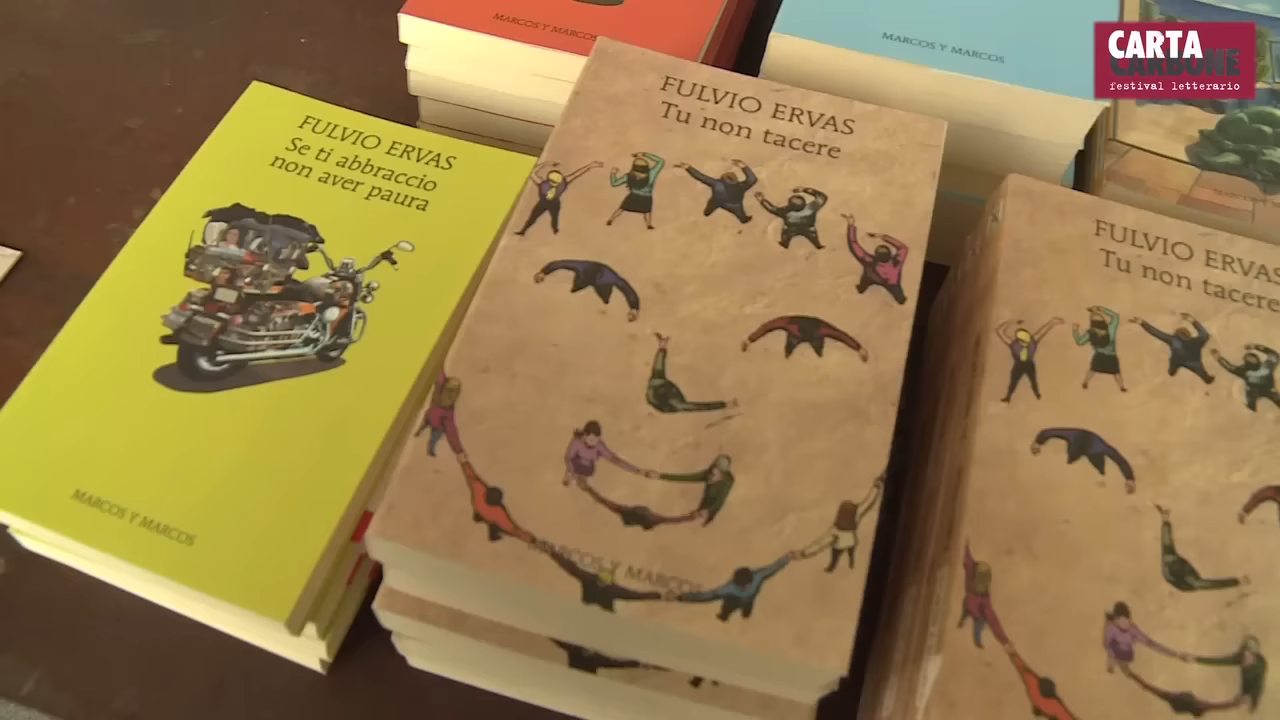 MARCOS Y MARCOS
MARCOS Y MARCOS
CARTA
CARBONE
festival letterario
FULVIO ERVAS
Se ti abbraccio
non aver paura
MARCOS Y MARCOS
FULVIO ERVAS
Tu non tacere
MARCOS Y MARCOS
FULVIO ERVAS
Tu non tacere